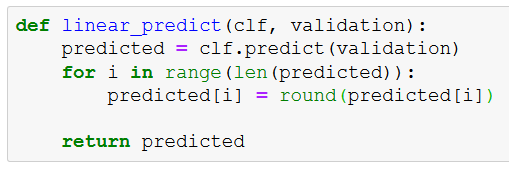 def linear_predict(clf, validation):
    predicted = clf.predict(validation)
    for i in range(len(predicted)):
        predicted[i] = round(predicted[i])

    return predicted